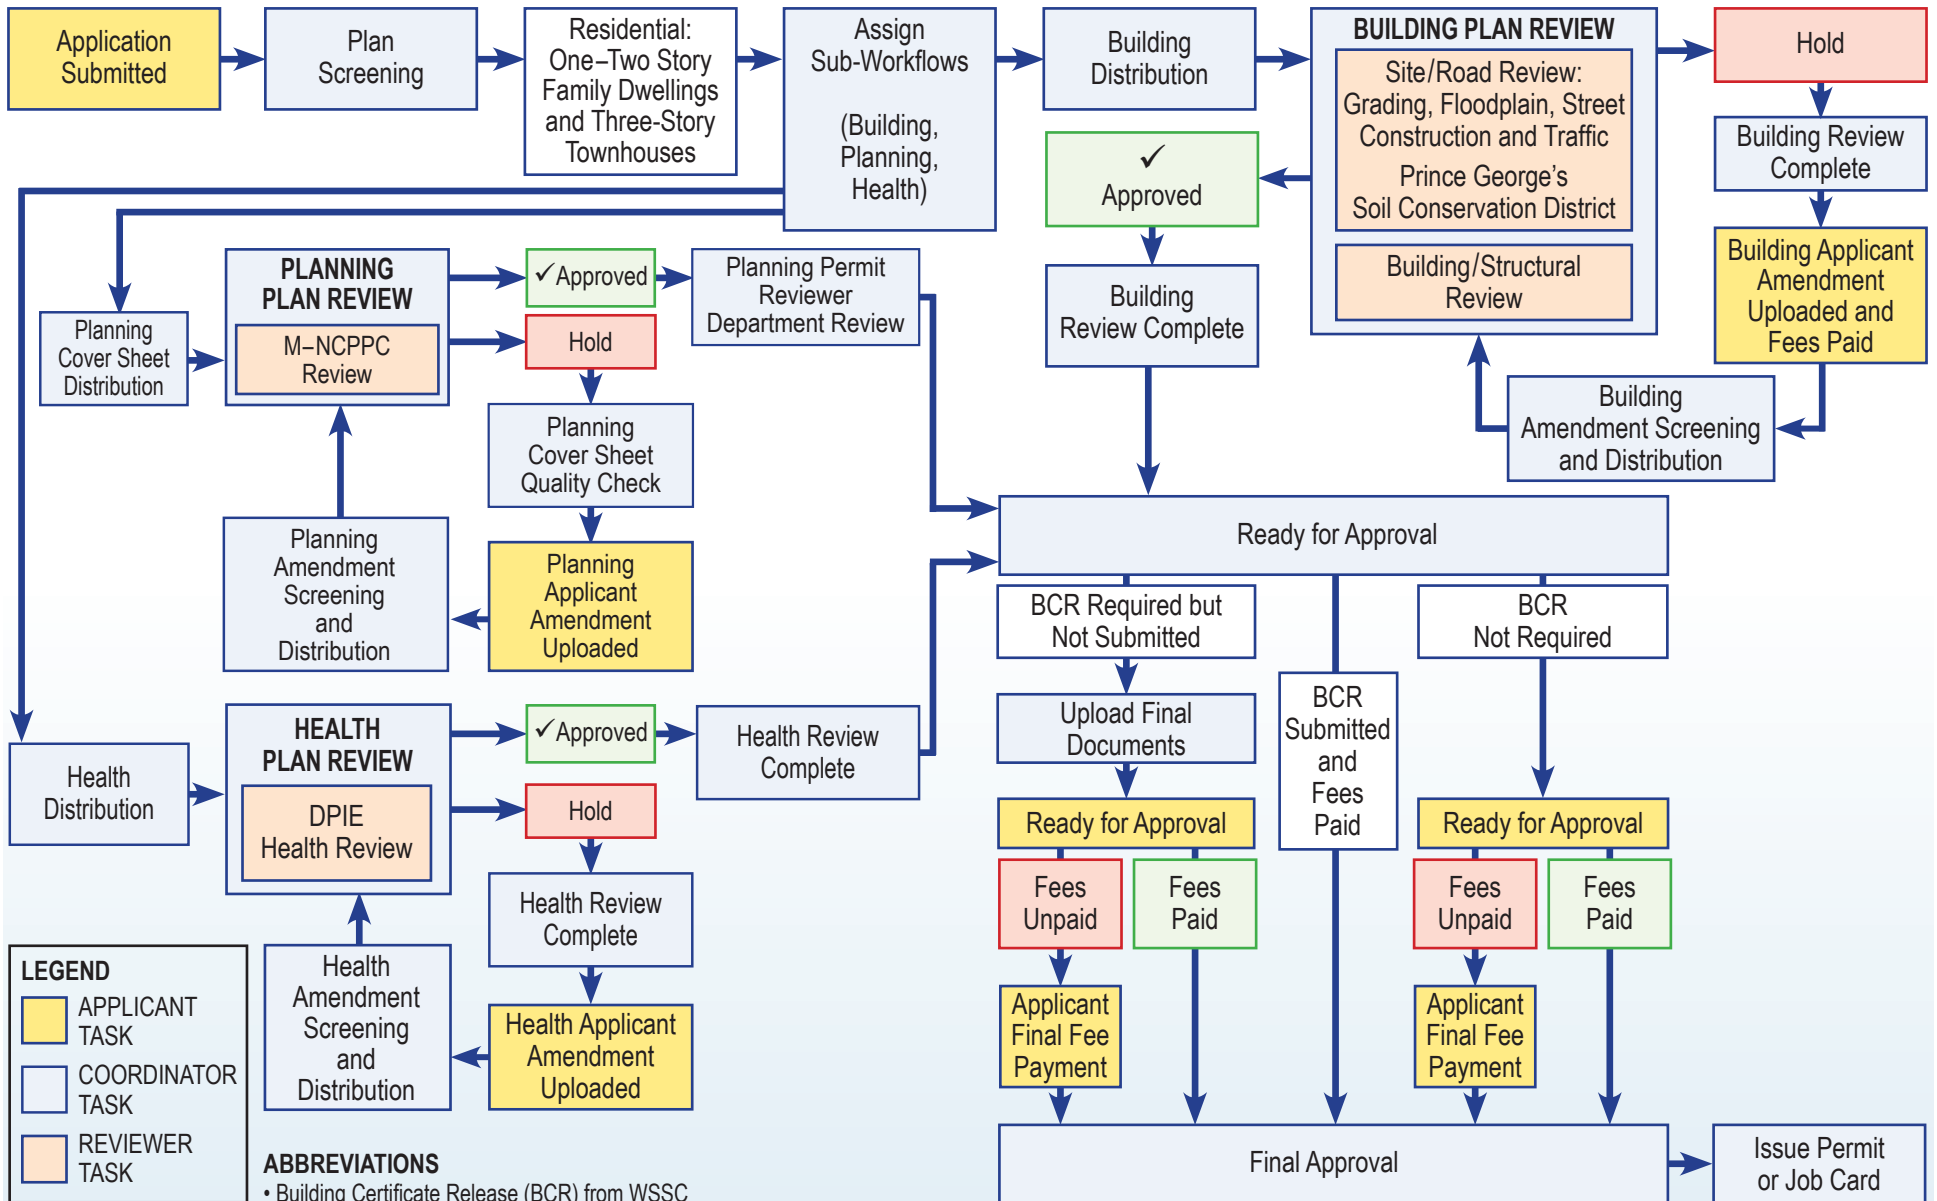 Application
Submitted
Plan
Screening
Residential:
One–Two Story
Family Dwellings
and Three-Story
Townhouses
Assign
Sub-Workflows
(Building,
Planning,
Health)
Building
Distribution
BUILDING PLAN REVIEW
Site/Road Review:
Grading, Floodplain, Street
Construction and Traffic
Prince George’s
Soil Conservation District
Building/Structural
Review
Hold
Building Review
Complete
Building Applicant
Amendment
Uploaded and
Fees Paid
Building
Amendment Screening
and Distribution
✓
Approved
Building
Review Complete
Planning
Cover Sheet
Distribution
PLANNING
PLAN REVIEW
M–NCPPC
Review
✓Approved
Planning Permit
Reviewer
Department Review
Hold
Planning
Cover Sheet
Quality Check
Planning
Applicant
Amendment
Uploaded
Planning
Amendment
Screening
and
Distribution
Health
Distribution
HEALTH
PLAN REVIEW
DPIE
Health Review
✓Approved
Health Review
Complete
Hold
Health Review
Complete
Health Applicant
Amendment
Uploaded
Health
Amendment
Screening
and
Distribution
Ready for Approval
BCR Required but
Not Submitted
Upload Final
Documents
Ready for Approval
Fees
Unpaid
Fees
Paid
Applicant
Final Fee
Payment
BCR
Submitted
and
Fees
Paid
BCR
Not Required
Ready for Approval
Fees
Unpaid
Fees
Paid
Applicant
Final Fee
Payment
Final Approval
Issue Permit
or Job Card
LEGEND
APPLICANT
TASK
COORDINATOR
TASK
REVIEWER
TASK
ABBREVIATIONS
• Building Certificate Release (BCR) from WSSC